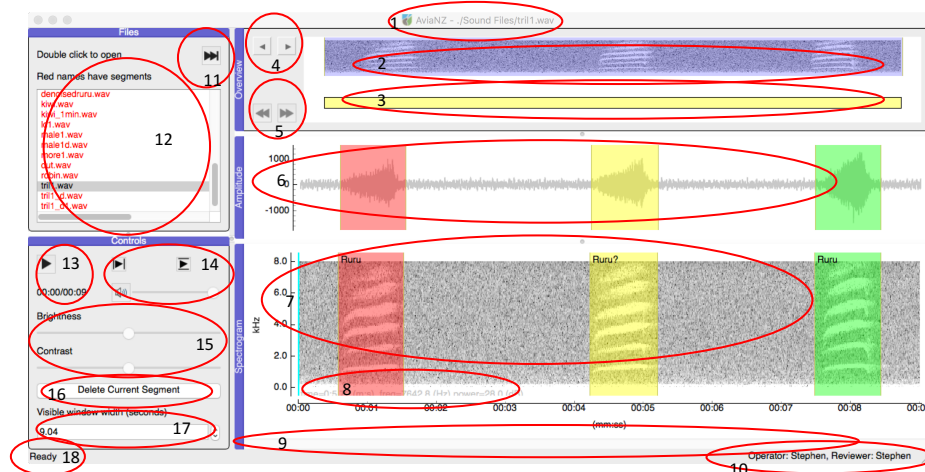 1 AviaNZ - ./Sound Files/tril1.wav
Files
Double click to open
11
Red names have segments
denoisedruru.wav
kiwi.wav
kiwi_1min.wav
male1.wav
male1d.wav
more1.wav
out.wav
robin.wav
tril1.wav
tril1_d.wav
tril1_d1.wav
12
Overview
4
2
3
5
Amplitude
1000
6 0
-1000
Controls
13 14
00:00/00:09
Brightness
15
Contrast
16 Delete Current Segment
Visible window width (seconds)
9.04 17
18 Ready
Spectrogram
kHz
8.0
6.0
4.0
2.0
0.0
7
Ruru Ruru? Ruru
8
00:00 00:01 00:02 00:03 00:04 00:05 00:06 00:07 00:08
(mm:ss)
9
10 Operator: Stephen, Reviewer: Stephen